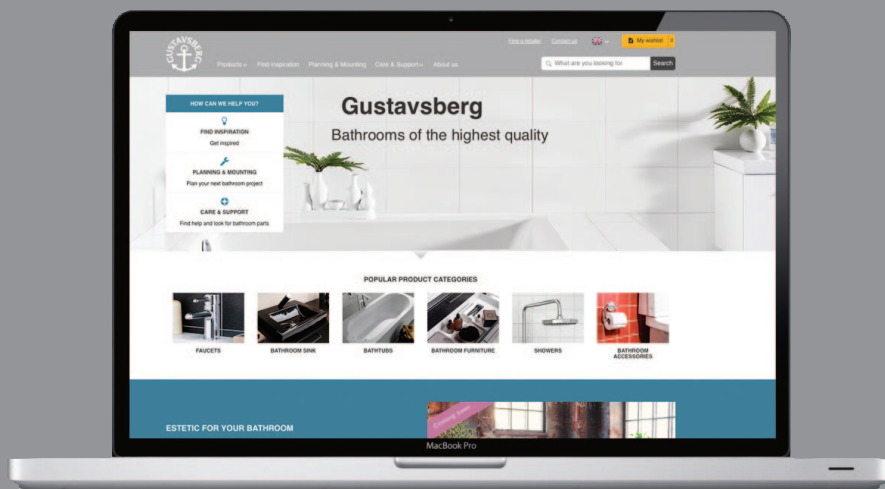 GUSTAVSBERG
Find a retailer
Contact us
My wishlist
Products
Find inspiration
Planning & Mounting
Care & Support
About us
What are you looking for
Search
HOW CAN WE HELP YOU?
FIND INSPIRATION
Get inspired
PLANNING & MOUNTING
Plan your next bathroom project
CARE & SUPPORT
Find help and look for bathroom parts
Gustavsberg
Bathrooms of the highest quality
POPULAR PRODUCT CATEGORIES
FAUCETS
BATHROOM SINK
BATHTUBS
BATHROOM FURNITURE
SHOWERS
BATHROOM
ACCESSORIES
ESTETIC FOR YOUR BATHROOM
Coming soon!
MacBook Pro